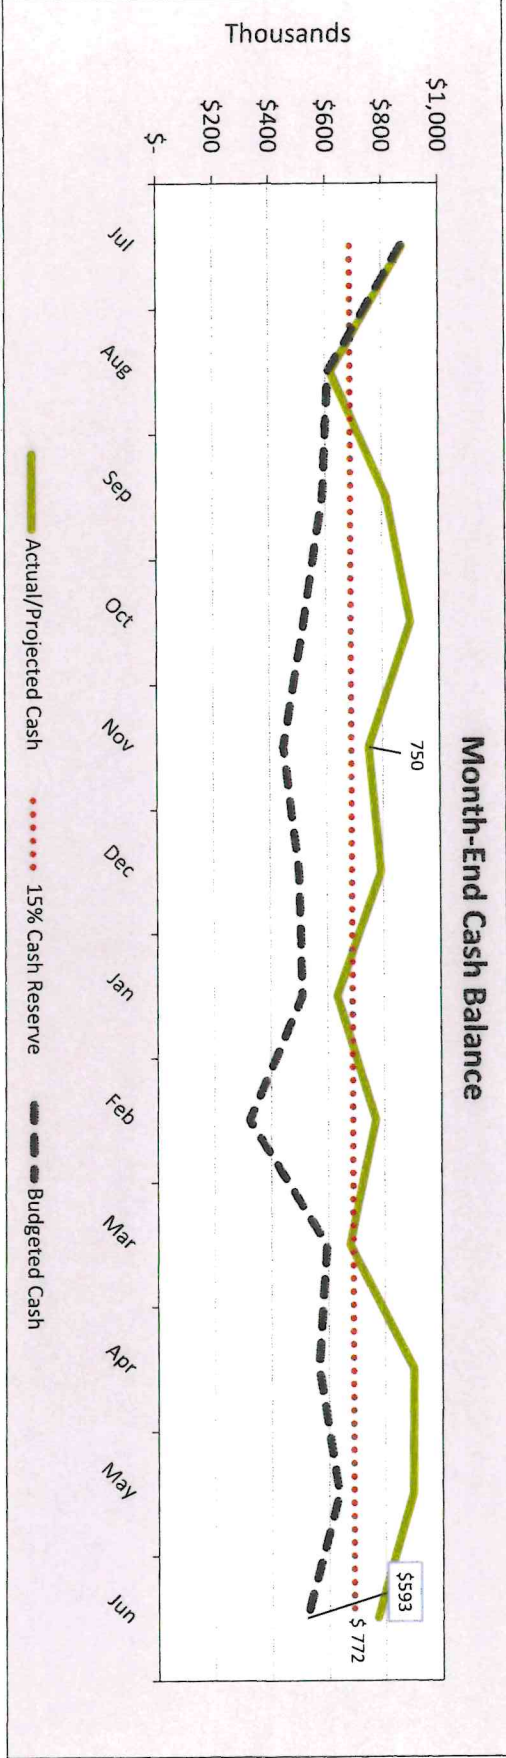 Month-End Cash Balance
Thousands
$1,000
$800
$600
$400
$200
$-
750
$593
$ 772
Jul
Aug
Sep
Oct
Nov
Dec
Jan
Feb
Mar
Apr
May
Jun
Actual/Projected Cash
15% Cash Reserve
Budgeted Cash